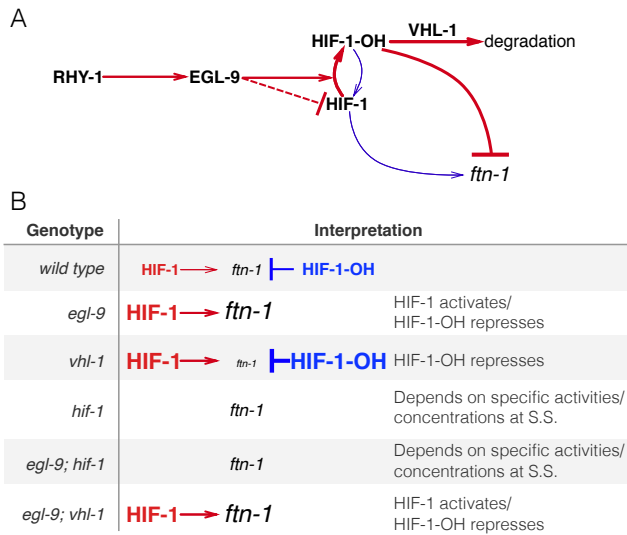 A
HIF-1-OH VHL-1 degradation
RHY-1 EGL-9
HIF-1
ftn-1
B
Genotype Interpretation
wild type HIF-1 ftn-1 HIF-1-OH
egl-9 HIF-1 ftn-1 HIF-1 activates/
HIF-1-OH represses
vhl-1 HIF-1 ftn-1 HIF-1-OH HIF-1-OH represses
hif-1 ftn-1 Depends on specific activities/
concentrations at S.S.
egl-9; hif-1 ftn-1 Depends on specific activities/
concentrations at S.S.
egl-9; vhl-1 HIF-1 ftn-1 HIF-1 activates/
HIF-1-OH represses